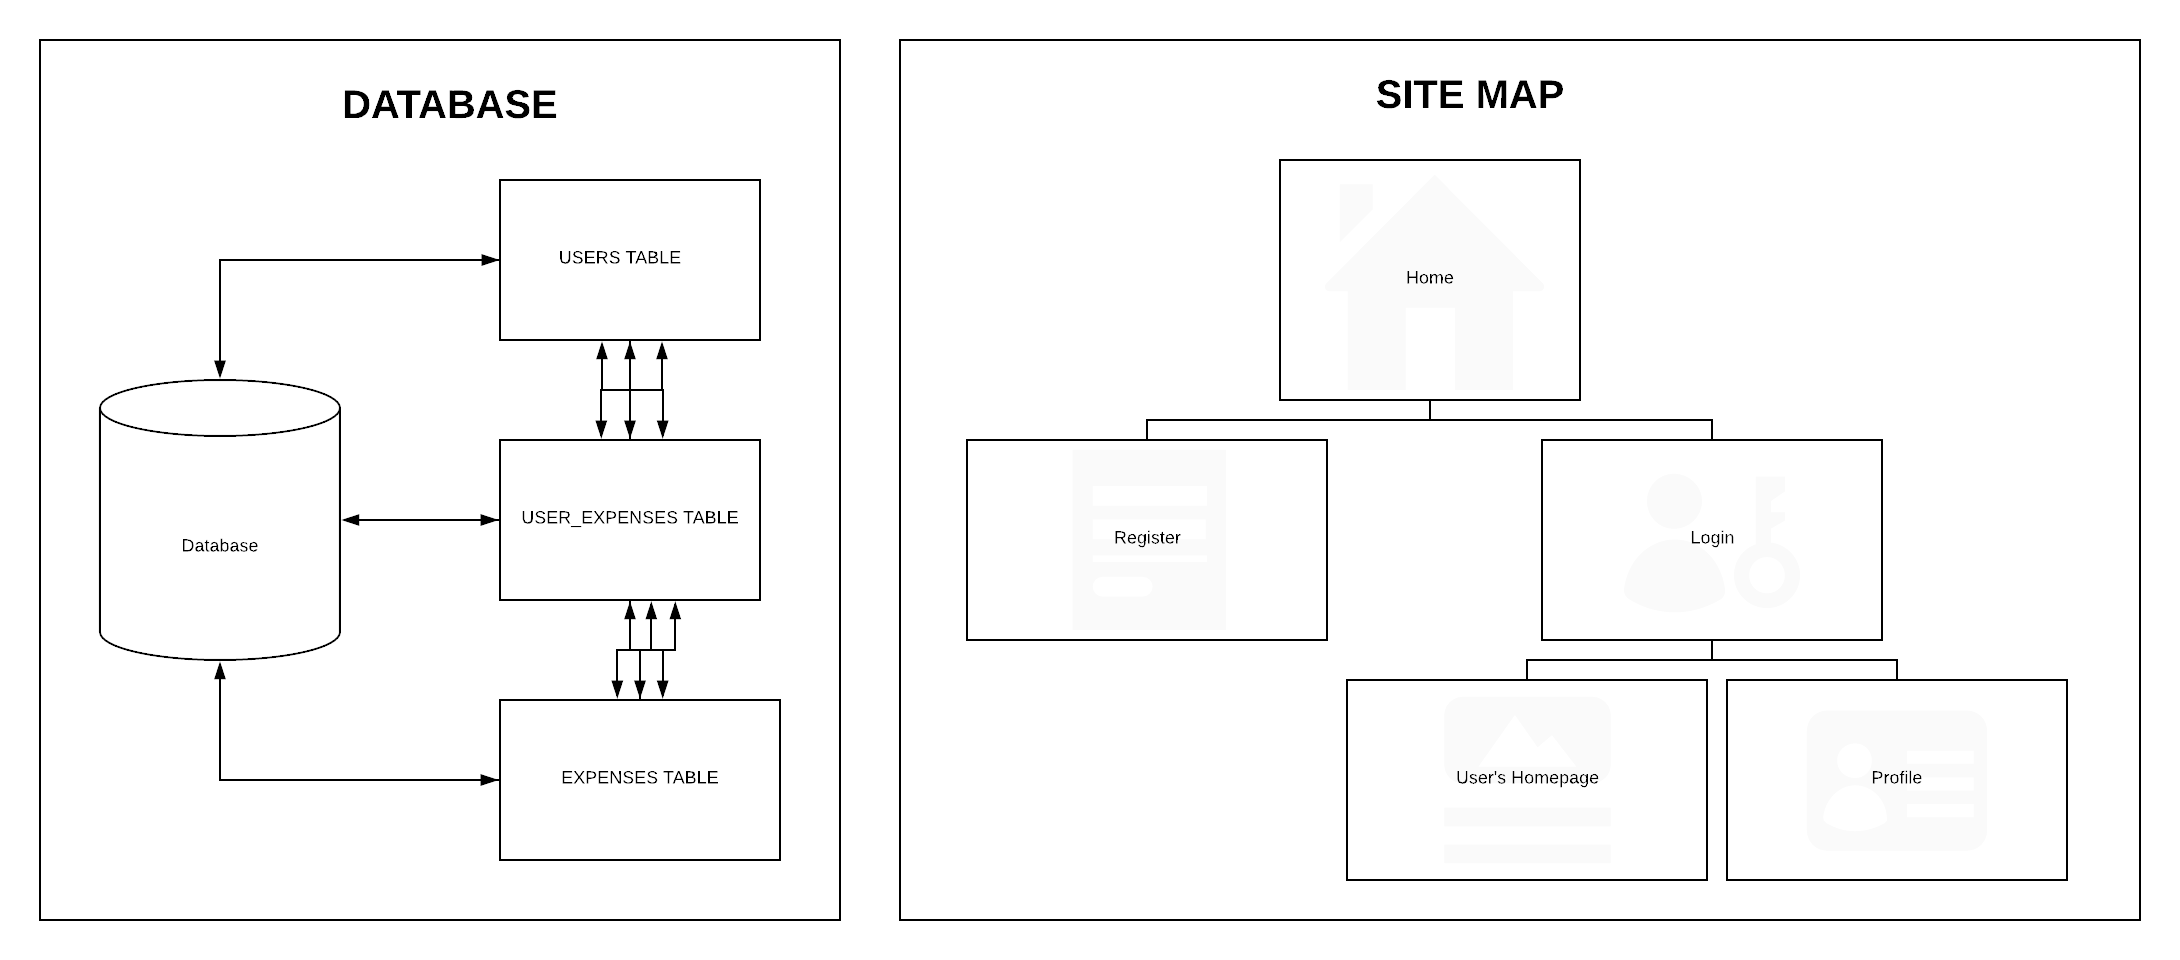 DATABASE
USERS TABLE
USER_EXPENSES TABLE
Database
EXPENSES TABLE
SITE MAP
Home
Register
Login
User's Homepage
Profile